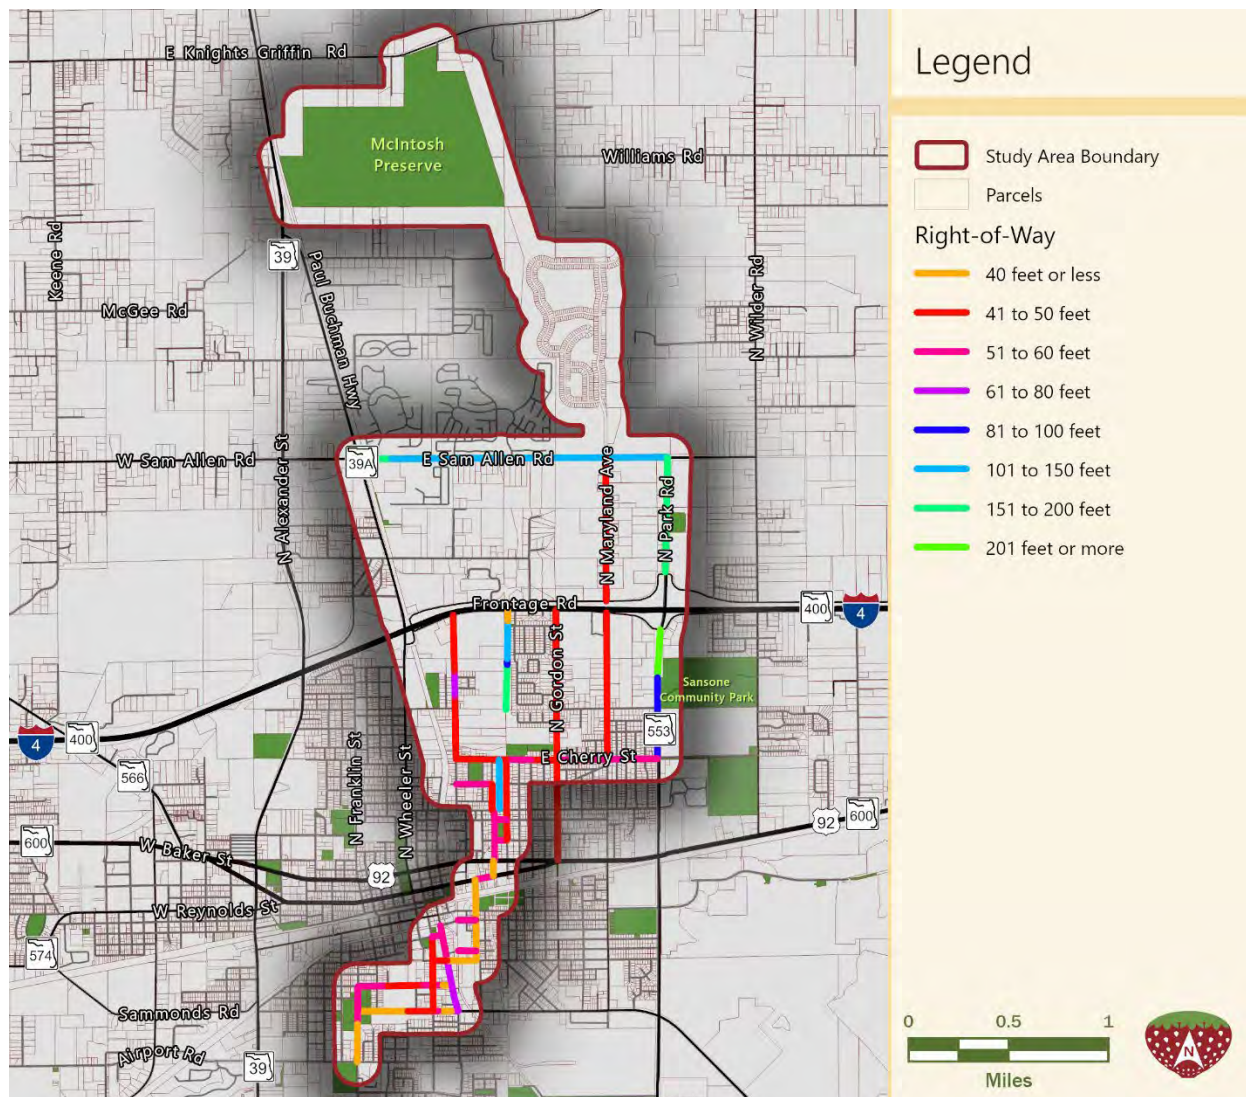 E Knights Griffin Rd
McIntosh
Preserve
Williams Rd
Keene Rd
39
Paul Buchman Hwy
N Wilder Rd
McGee Rd
W Sam Allen Rd
39A
E Sam Allen Rd
N Alexander St
N Maryland Ave
N Park Rd
Frontage Rd
400
4
N Gordon St
Sansone
Community Park
553
4
400
566
N Franklin St
N Wheeler St
E Cherry St
600
W Baker St
92
92
600
W Reynolds St
574
Sammonds Rd
Airport Rd
39
Legend
Study Area Boundary
Parcels
Right-of-Way
40 feet or less
41 to 50 feet
51 to 60 feet
61 to 80 feet
81 to 100 feet
101 to 150 feet
151 to 200 feet
201 feet or more
0 0.5 1
Miles
N